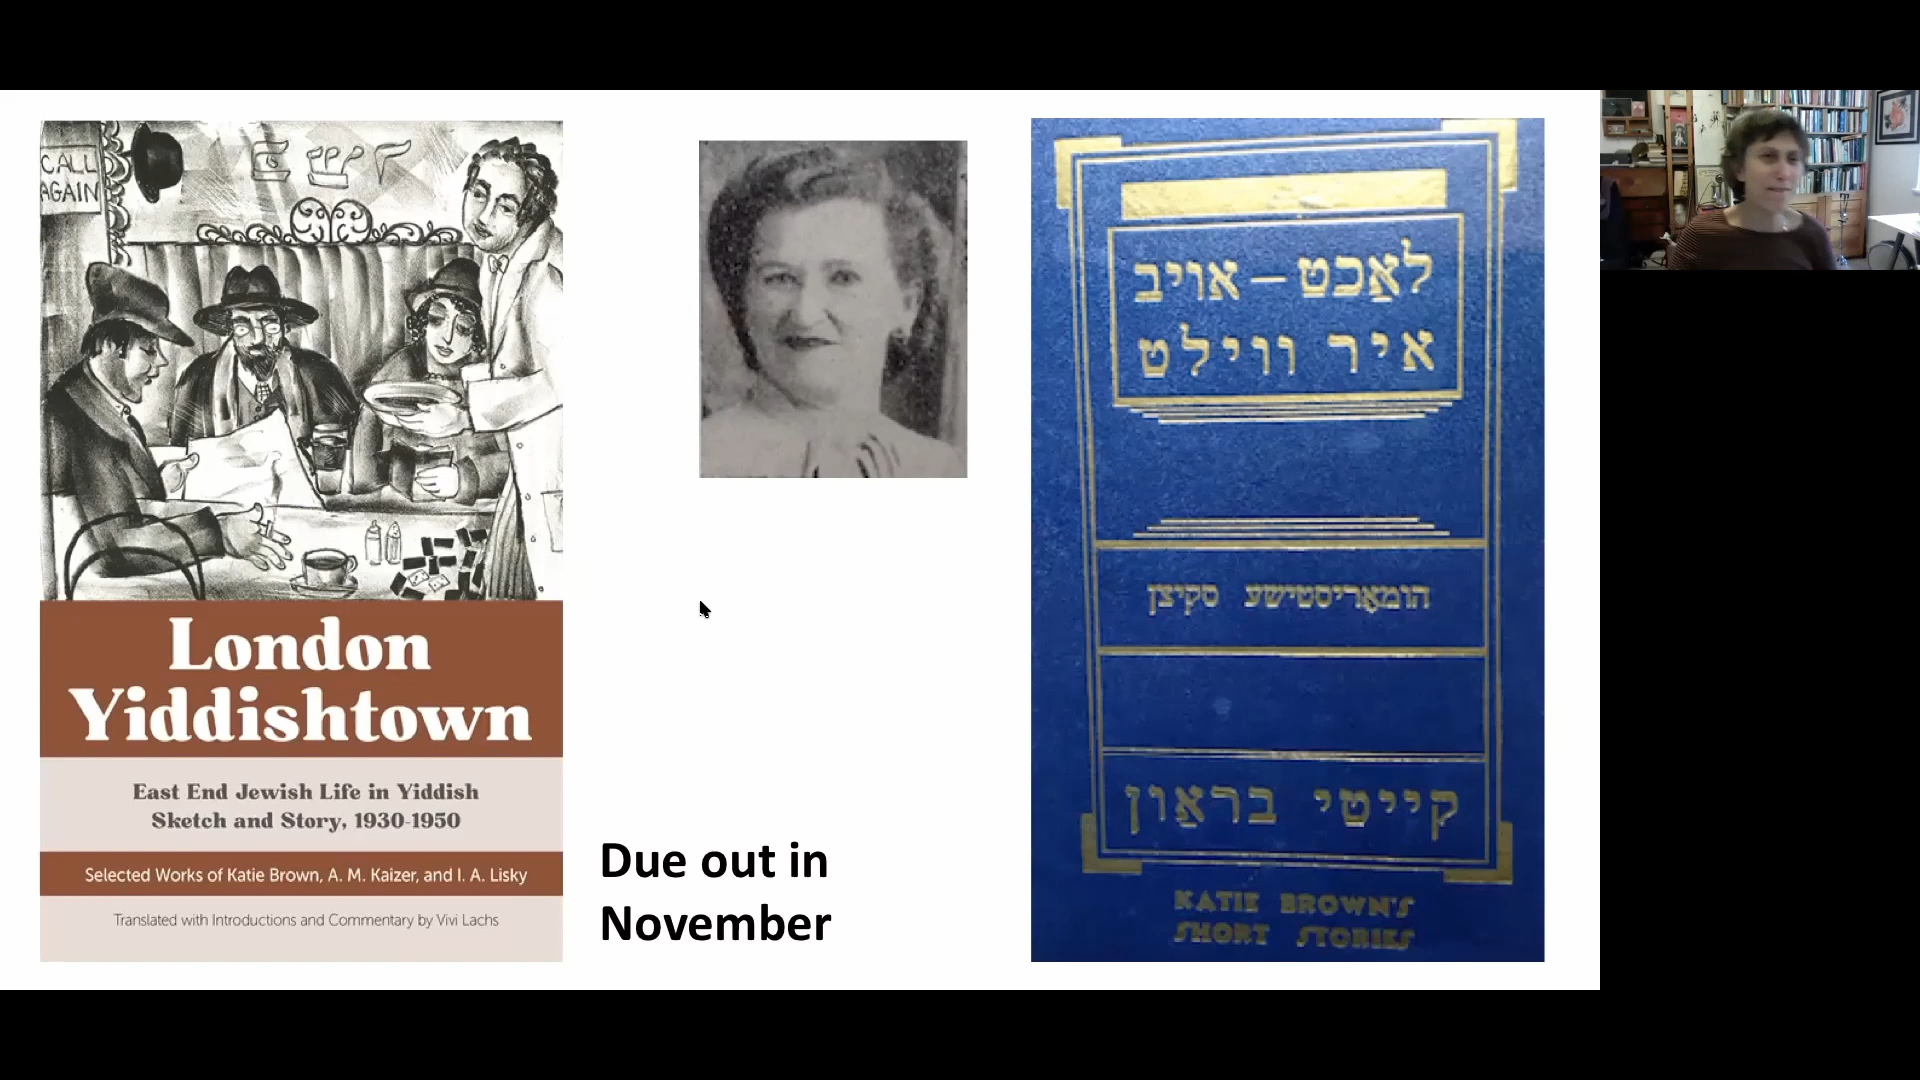 CALL
AGAIN
כשר
London
Yiddishtown
East End Jewish Life in Yiddish
Sketch and Story, 1930-1950
Selected Works of Katie Brown, A. M. Kaizer, and I. A. Lisky
Translated with Introductions and Commentary by Vivi Lachs
Due out in
November
לאַכט – אויב
איר ווילט
הומאָריסטישע סקיצן
קייטי בראַון
KATIE BROWN'S
SHORT STORIES